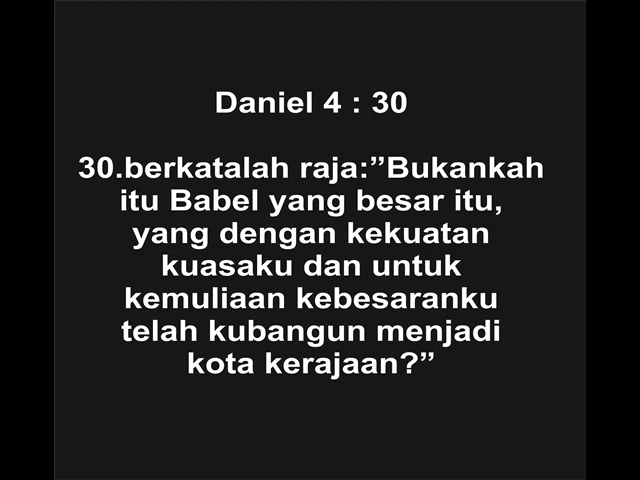 Daniel 4 : 30
30.berkatalah raja:”Bukankah
itu Babel yang besar itu,
yang dengan kekuatan
kuasaku dan untuk
kemuliaan kebesaranku
telah kubangun menjadi
kota kerajaan?”